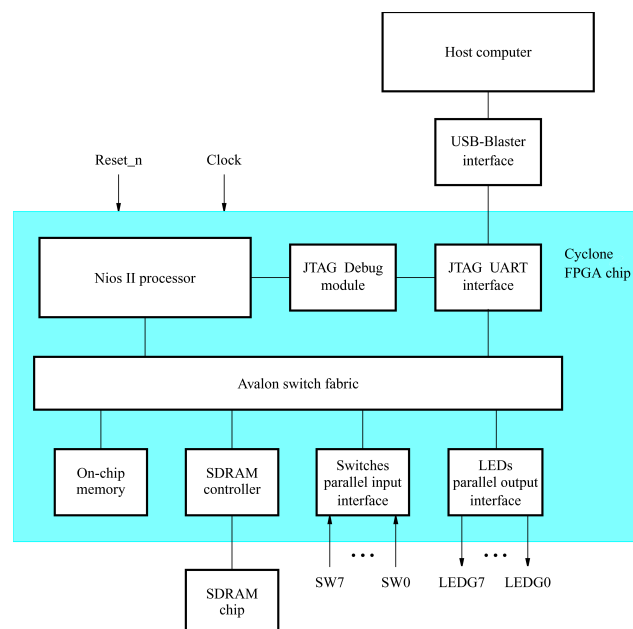 Host computer
USB-Blaster
interface
Reset_n
Clock
Cyclone
FPGA chip
Nios II processor
JTAG Debug
module
JTAG UART
interface
Avalon switch fabric
On-chip
memory
SDRAM
controller
Switches
parallel input
interface
LEDs
parallel output
interface
SW7
SW0
LEDG7
LEDG0
SDRAM
chip